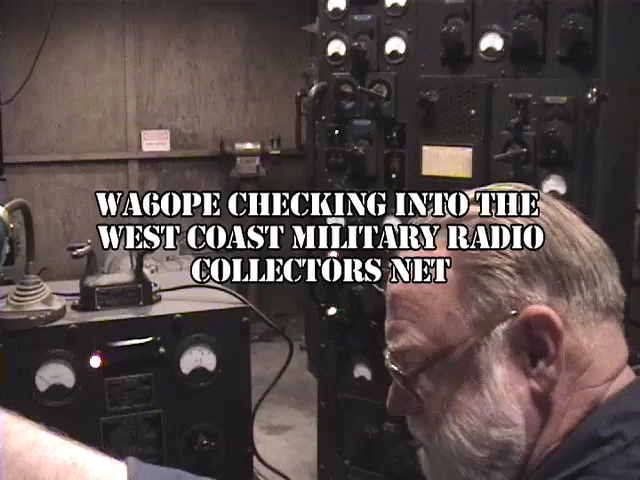 WA6OPE CHECKING INTO THE
WEST COAST MILITARY RADIO
COLLECTORS NET